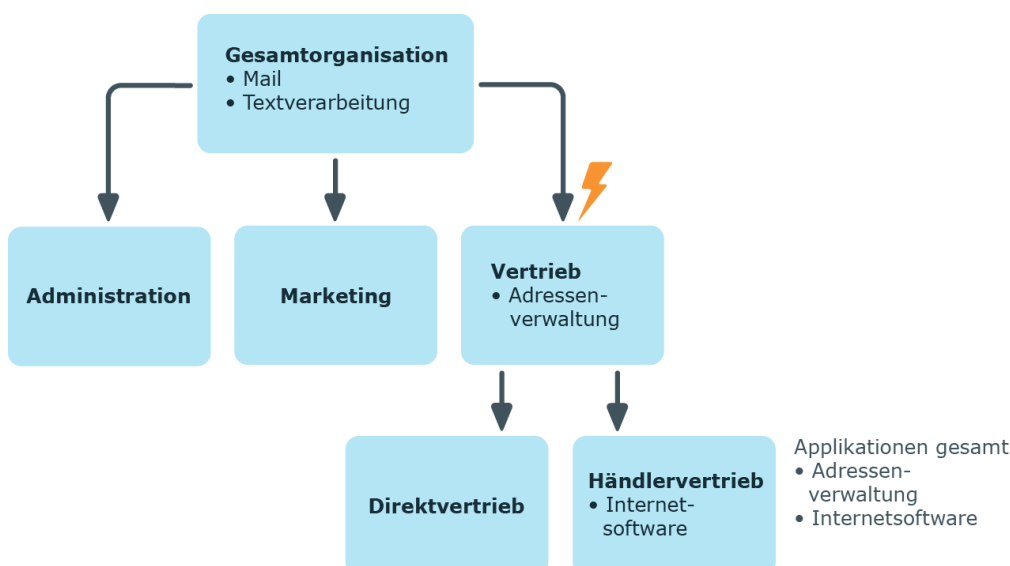 Gesamtorganisation
• Mail
• Textverarbeitung
Administration
Marketing
Vertrieb
• Adressen-
verwaltung
Direktvertrieb
Händlervertrieb
• Internet-
software
Applikationen gesamt
• Adressen-
verwaltung
• Internetsoftware